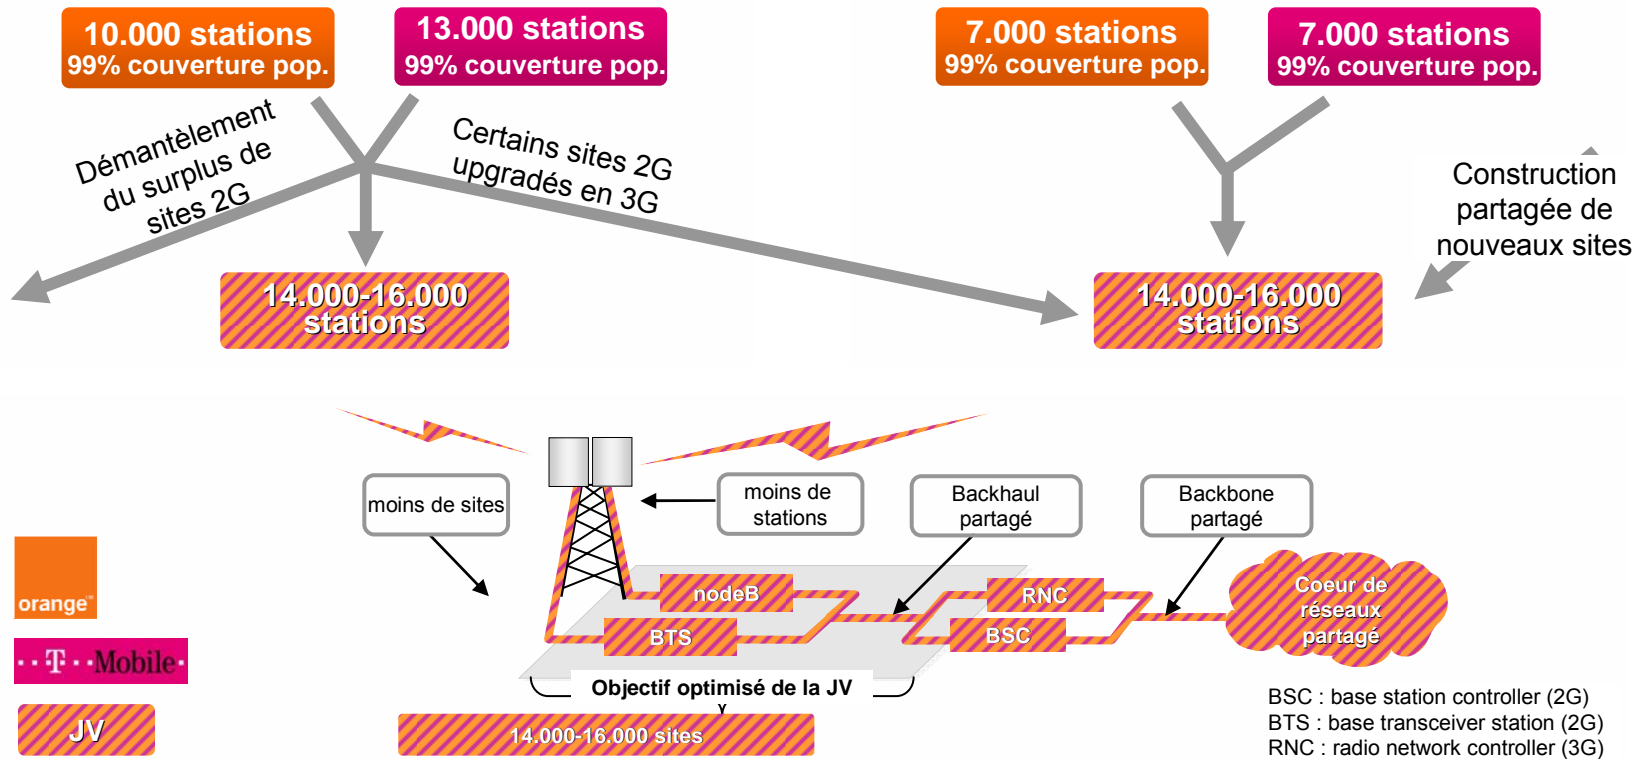 10.000 stations
99% couverture pop.
13.000 stations
99% couverture pop.
7.000 stations
99% couverture pop.
7.000 stations
99% couverture pop.
Démantèlement
du surplus de
sites 2G
Certains sites 2G
upgradés en 3G
Construction
partagée de
nouveaux sites
14.000-16.000
stations
14.000-16.000
stations
moins de sites
moins de
stations
Backhaul
partagé
Backbone
partagé
nodeB
BTS
RNC
BSC
Coeur de
réseaux
partagé
orange™
··T··Mobile·
JV
Objectif optimisé de la JV
14.000-16.000 sites
BSC : base station controller (2G)
BTS : base transceiver station (2G)
RNC : radio network controller (3G)